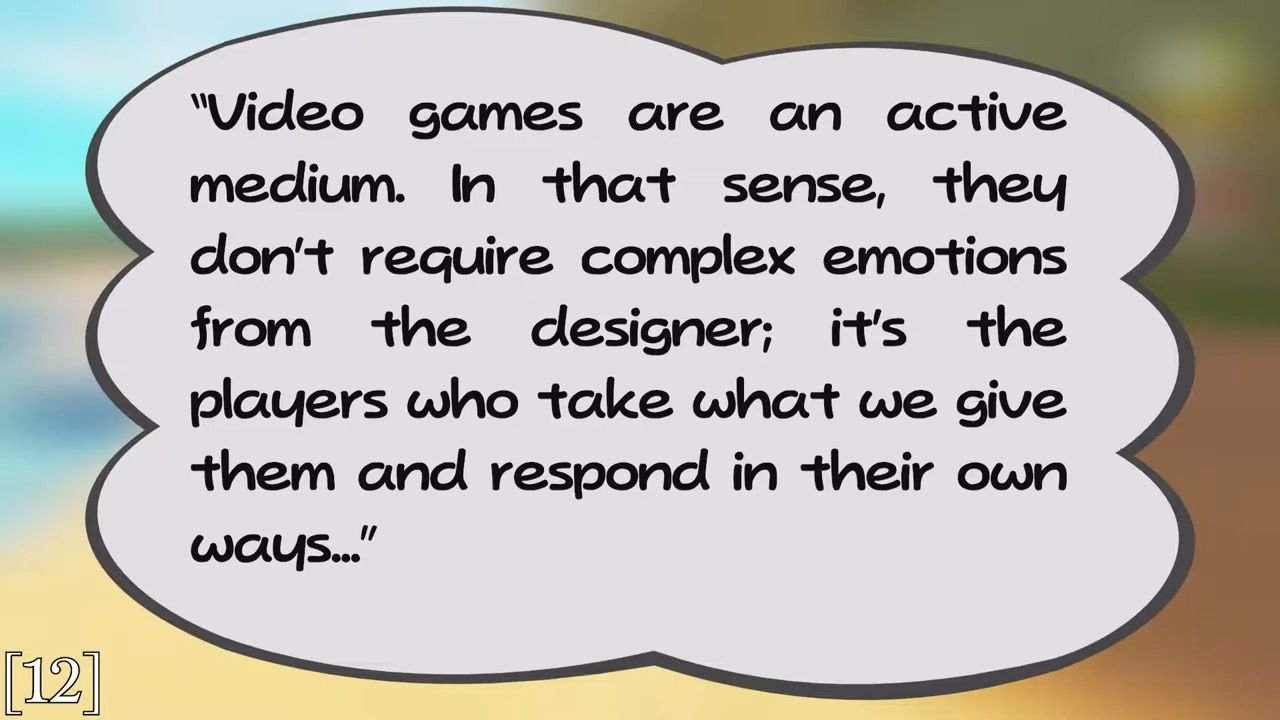 "Video games are an active
medium. In that sense, they
don't require complex emotions
from the designer; it's the
players who take what we give
them and respond in their own
ways..."
[12]